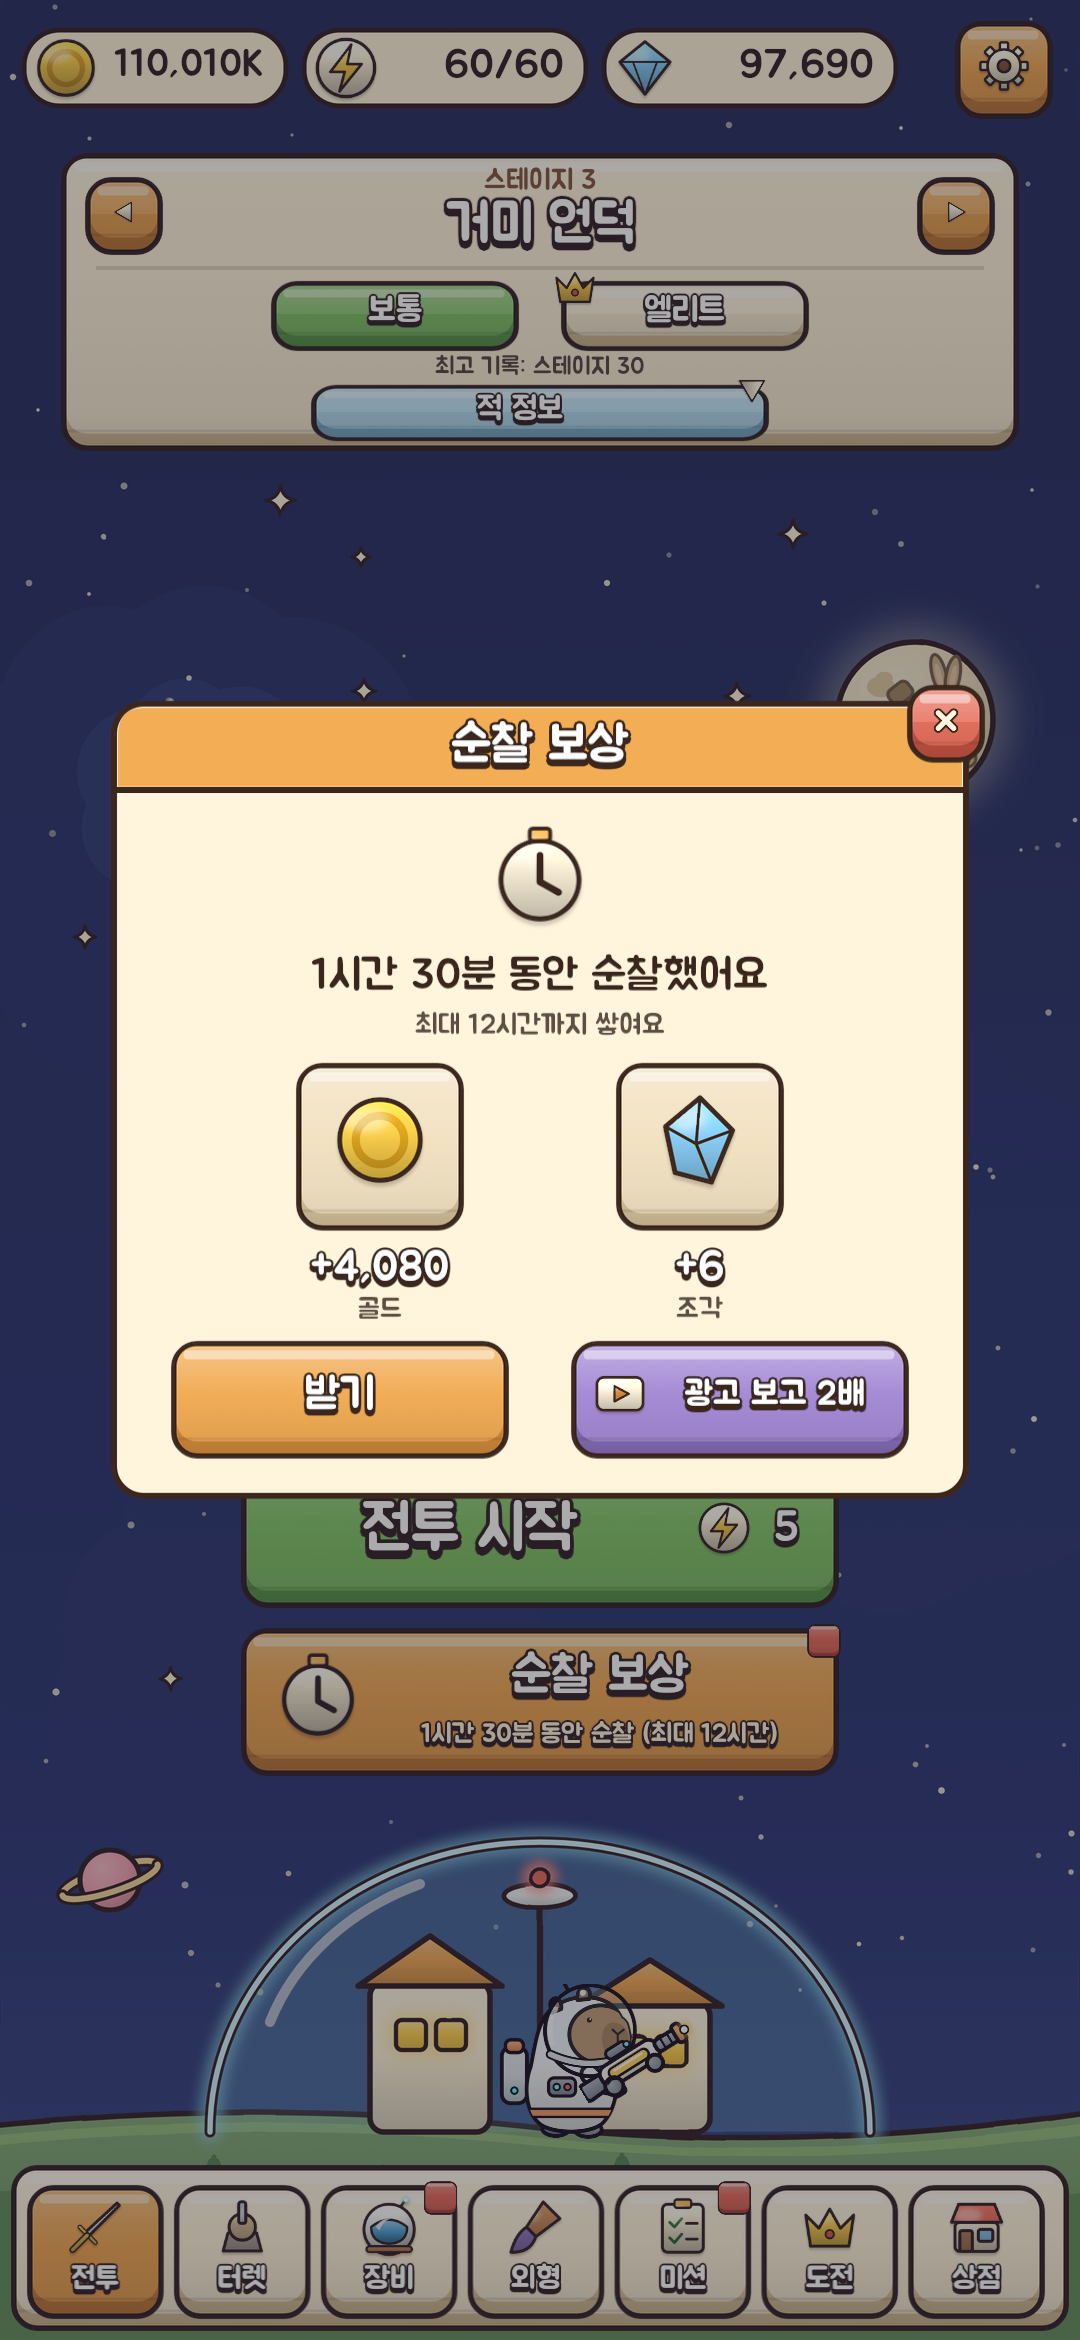 110,010K
60/60
97,690
스테이지 3
거미 언덕
보통
엘리트
최고 기록: 스테이지 30
적 정보
순찰 보상
1시간 30분 동안 순찰했어요
최대 12시간까지 쌓여요
+4,080
+6
골드
조각
받기
광고 보고 2배
전투 시작
5
순찰 보상
1시간 30분 동안 순찰 (최대 12시간)
전투
터렛
장비
외형
미션
도전
상점